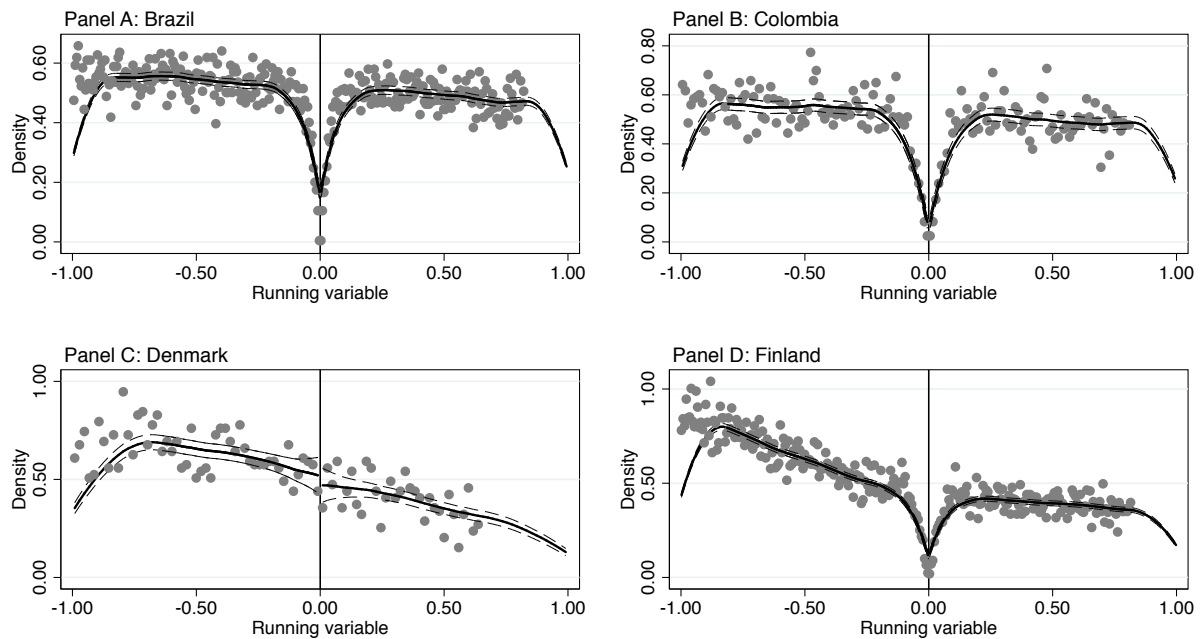 Panel A: Brazil
Density
0.00 0.20 0.40 0.60
-1.00 -0.50 0.00 0.50 1.00
Running variable
Panel B: Colombia
Density
0.00 0.20 0.40 0.60 0.80
-1.00 -0.50 0.00 0.50 1.00
Running variable
Panel C: Denmark
Density
0.00 0.50 1.00
-1.00 -0.50 0.00 0.50 1.00
Running variable
Panel D: Finland
Density
0.00 0.50 1.00
-1.00 -0.50 0.00 0.50 1.00
Running variable